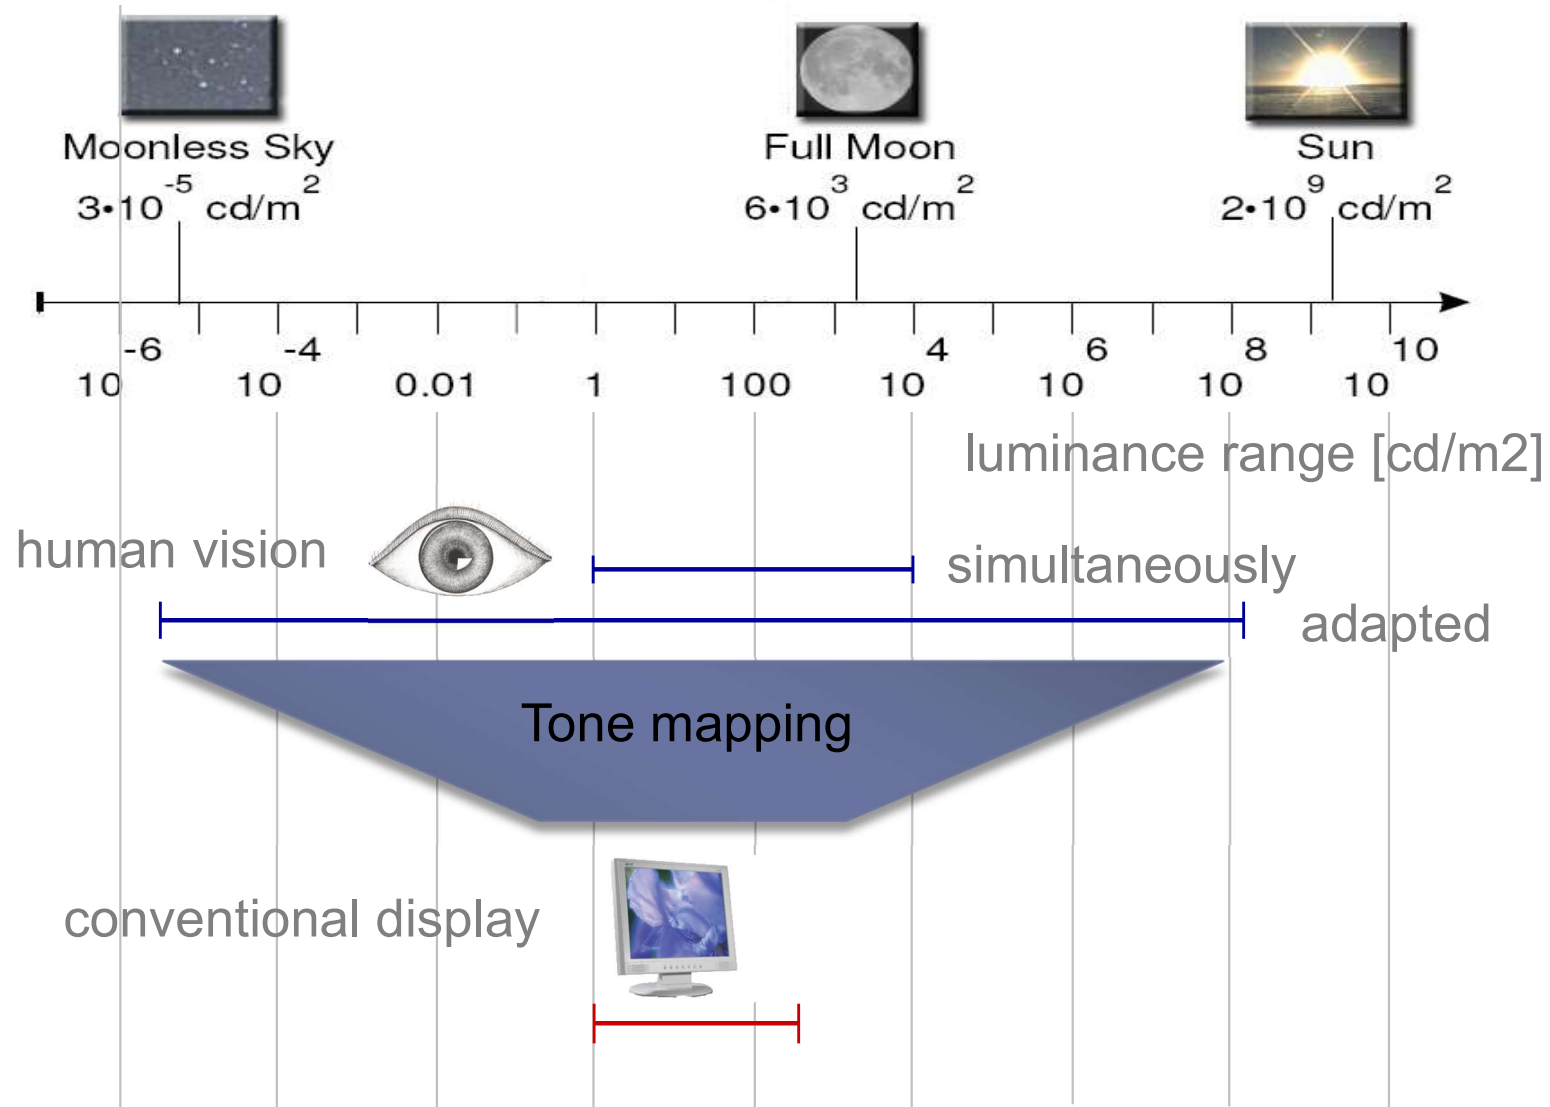 Moonless Sky
3•10⁻⁵ cd/m²
Full Moon
6•10³ cd/m²
Sun
2•10⁹ cd/m²
10⁻⁶ 10⁻⁴ 0.01 1 100 10⁴ 10⁶ 10⁸ 10¹⁰
luminance range [cd/m2]
human vision
simultaneously
adapted
Tone mapping
conventional display